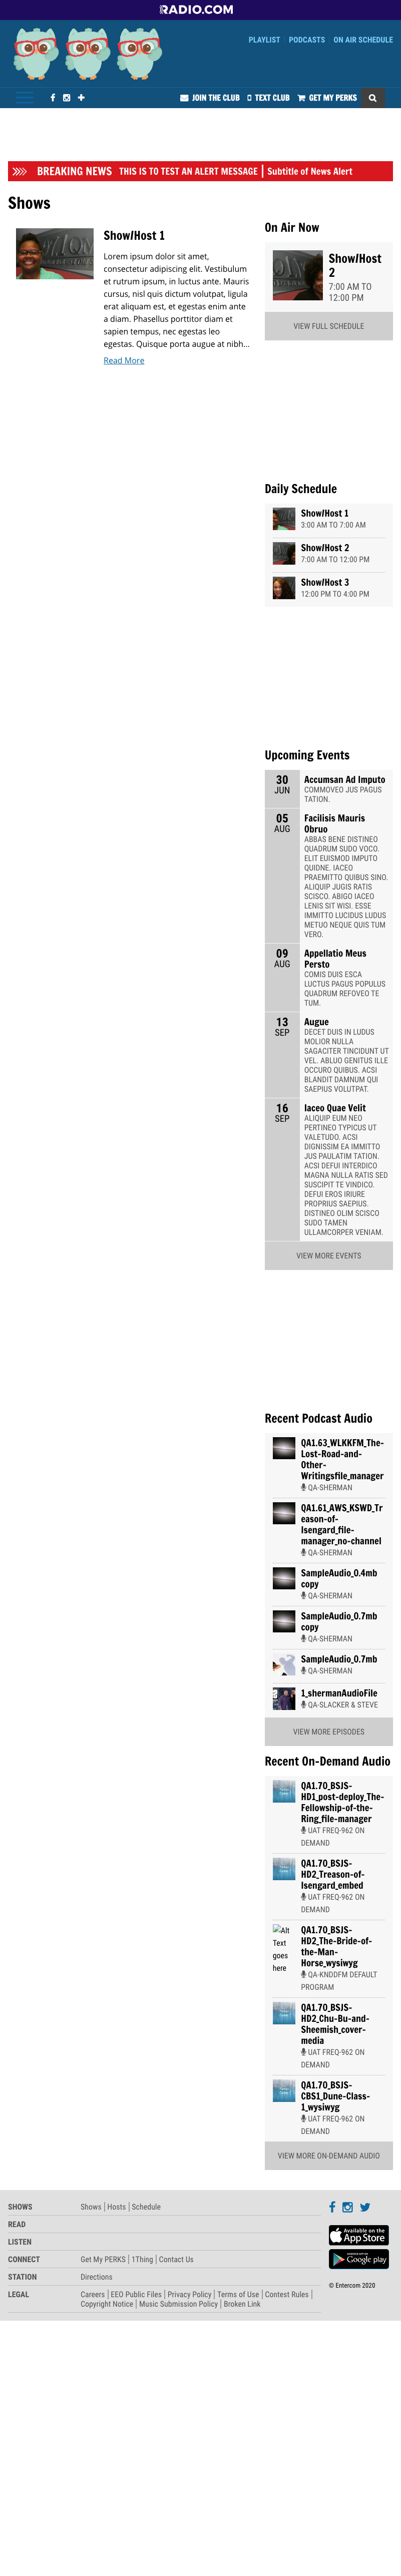 RADIO.COM
PLAYLIST
PODCASTS
ON AIR SCHEDULE
JOIN THE CLUB
TEXT CLUB
GET MY PERKS
BREAKING NEWS
THIS IS TO TEST AN ALERT MESSAGE
Subtitle of News Alert
Shows
Show/Host 1
Lorem ipsum dolor sit amet,
consectetur adipiscing elit. Vestibulum
et rutrum ipsum, in luctus ante. Mauris
cursus, nisl quis dictum volutpat, ligula
erat aliquam est, et egestas enim ante
a diam. Phasellus porttitor diam et
sapien tempus, nec egestas leo
egestas. Quisque porta augue at nibh...
Read More
On Air Now
Show/Host
2
7:00 AM TO
12:00 PM
VIEW FULL SCHEDULE
Daily Schedule
Show/Host 1
3:00 AM TO 7:00 AM
Show/Host 2
7:00 AM TO 12:00 PM
Show/Host 3
12:00 PM TO 4:00 PM
Upcoming Events
30
JUN
Accumsan Ad Imputo
COMMOVEO JUS PAGUS
TATION.
05
AUG
Facilisis Mauris
Obruo
ABBAS BENE DISTINEO
QUADRUM SUDO VOCO.
ELIT EUISMOD IMPUTO
QUIDNE. IACEO
PRAEMITTO QUIBUS SINO.
ALIQUIP JUGIS RATIS
SCISCO. ABIGO IACEO
LENIS SIT WISI. ESSE
IMMITTO LUCIDUS LUDUS
METUO NEQUE QUIS TUM
VERO.
09
AUG
Appellatio Meus
Persto
COMIS DUIS ESCA
LUCTUS PAGUS POPULUS
QUADRUM REFOVEO TE
TUM.
13
SEP
Augue
DECET DUIS IN LUDUS
MOLIOR NULLA
SAGACITER TINCIDUNT UT
VEL. ABLUO GENITUS ILLE
OCCURO QUIBUS. ACSI
BLANDIT DAMNUM QUI
SAEPIUS VOLUTPAT.
16
SEP
Iaceo Quae Velit
ALIQUIP EUM NEO
PERTINEO TYPICUS UT
VALETUDO. ACSI
DIGNISSIM EA IMMITTO
JUS PAULATIM TATION.
ACSI DEFUI INTERDICO
MAGNA NULLA RATIS SED
SUSCIPIT TE VINDICO.
DEFUI EROS IRIURE
PROPRIUS SAEPIUS.
DISTINEO OLIM SCISCO
SUDO TAMEN
ULLAMCORPER VENIAM.
VIEW MORE EVENTS
Recent Podcast Audio
QA1.63_WLKKFM_The-
Lost-Road-and-
Other-
Writingsfile_manager
QA-SHERMAN
QA1.61_AWS_KSWD_Tr
eason-of-
Isengard_file-
manager_no-channel
QA-SHERMAN
SampleAudio_0.4mb
copy
QA-SHERMAN
SampleAudio_0.7mb
copy
QA-SHERMAN
SampleAudio_0.7mb
QA-SHERMAN
1_shermanAudioFile
QA-SLACKER & STEVE
VIEW MORE EPISODES
Recent On-Demand Audio
QA1.70_BSJS-
HD1_post-deploy_The-
Fellowship-of-the-
Ring_file-manager
UAT FREQ-962 ON
DEMAND
QA1.70_BSJS-
HD2_Treason-of-
Isengard_embed
UAT FREQ-962 ON
DEMAND
Alt
Text
goes
here
QA1.70_BSJS-
HD2_The-Bride-of-
the-Man-
Horse_wysiwyg
QA-KNDDFM DEFAULT
PROGRAM
QA1.70_BSJS-
HD2_Chu-Bu-and-
Sheemish_cover-
media
UAT FREQ-962 ON
DEMAND
QA1.70_BSJS-
CBS1_Dune-Class-
1_wysiwyg
UAT FREQ-962 ON
DEMAND
VIEW MORE ON-DEMAND AUDIO
SHOWS
Shows | Hosts | Schedule
READ
LISTEN
CONNECT
Get My PERKS | 1Thing | Contact Us
STATION
Directions
LEGAL
Careers | EEO Public Files | Privacy Policy | Terms of Use | Contest Rules |
Copyright Notice | Music Submission Policy | Broken Link
Available on the
App Store
ANDROID APP ON
Google play
© Entercom 2020